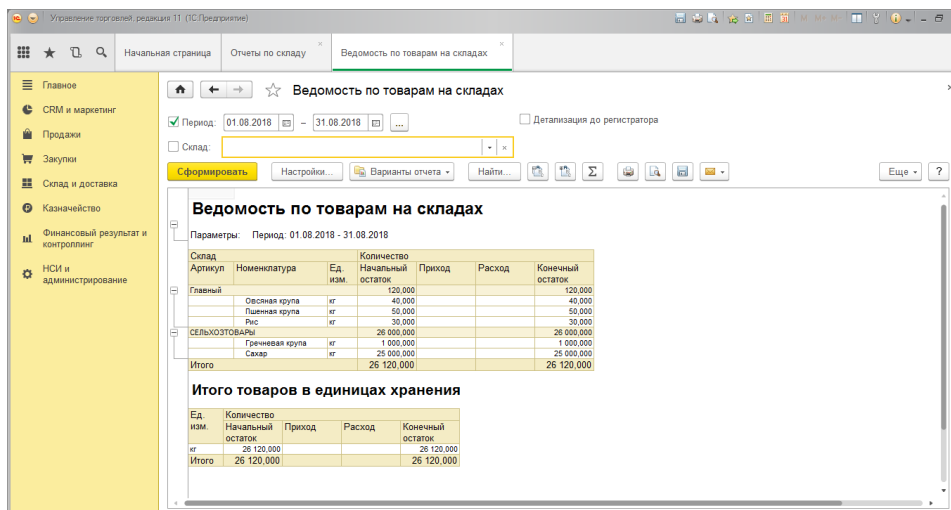 Управление торговлей, редакция 11 (1С:Предприятие)
M M+ M-
Начальная страница
Отчеты по складу
Ведомость по товарам на складах
Главное
CRM и маркетинг
Продажи
Закупки
Склад и доставка
Казначейство
Финансовый результат и
контроллинг
НСИ и
администрирование
Ведомость по товарам на складах
Период: 01.08.2018 – 31.08.2018 ... Детализация до регистратора
Склад:
Сформировать Настройки... Варианты отчета Найти... Σ Еще ?
Ведомость по товарам на складах
Параметры: Период: 01.08.2018 - 31.08.2018
Склад Количество
Артикул Номенклатура Ед. Начальный Приход Расход Конечный
изм. остаток остаток
Главный 120,000 120,000
Овсяная крупа кг 40,000 40,000
Пшенная крупа кг 50,000 50,000
Рис кг 30,000 30,000
СЕЛЬХОЗТОВАРЫ 26 000,000 26 000,000
Гречневая крупа кг 1 000,000 1 000,000
Сахар кг 25 000,000 25 000,000
Итого 26 120,000 26 120,000
Итого товаров в единицах хранения
Ед. Количество
изм. Начальный Приход Расход Конечный
остаток остаток
кг 26 120,000 26 120,000
Итого 26 120,000 26 120,000